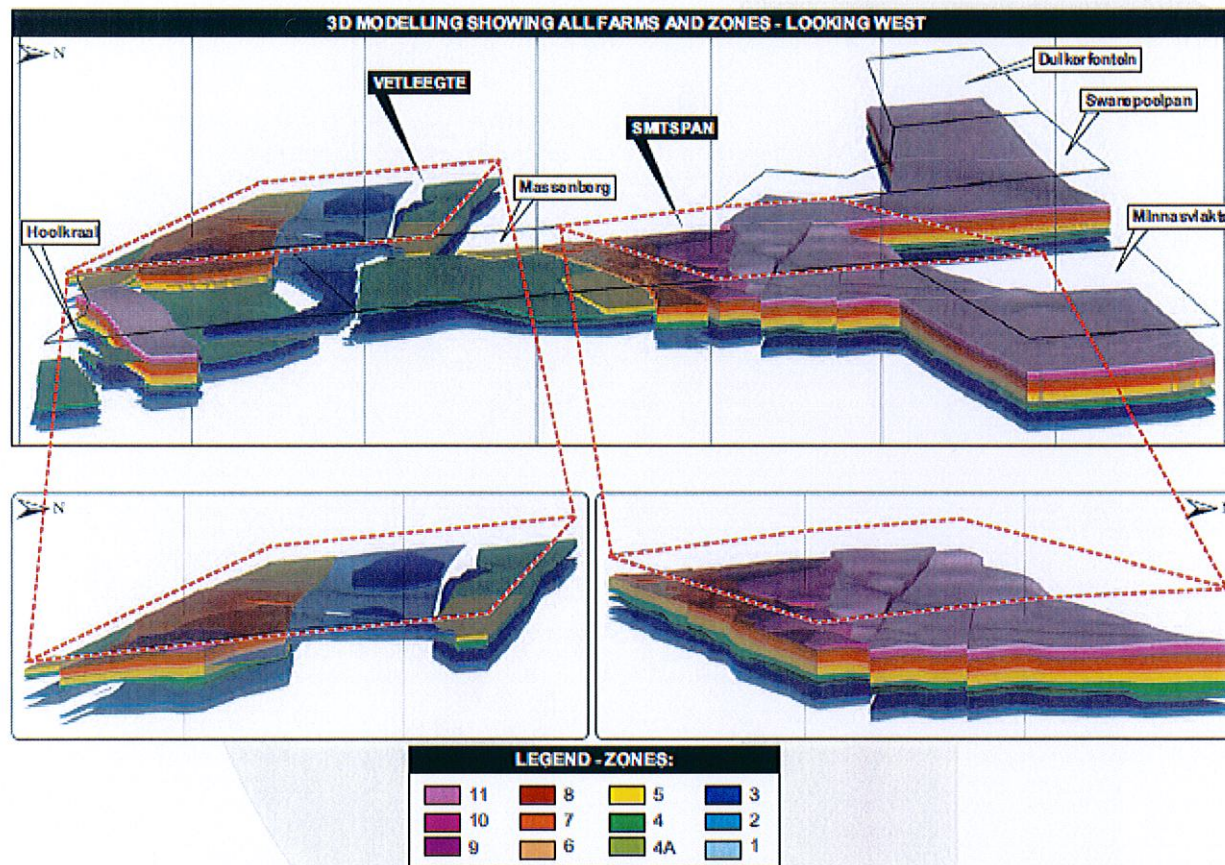 3D MODELLING SHOWING ALL FARMS AND ZONES - LOOKING WEST
N
Duikerfontein
VETLEEGTE
Swanepoelpan
SMITSPAN
Massenberg
Minnasvlakte
Hoolkraal
N
LEGEND - ZONES:
11 8 5 3
10 7 4 2
9 6 4A 1